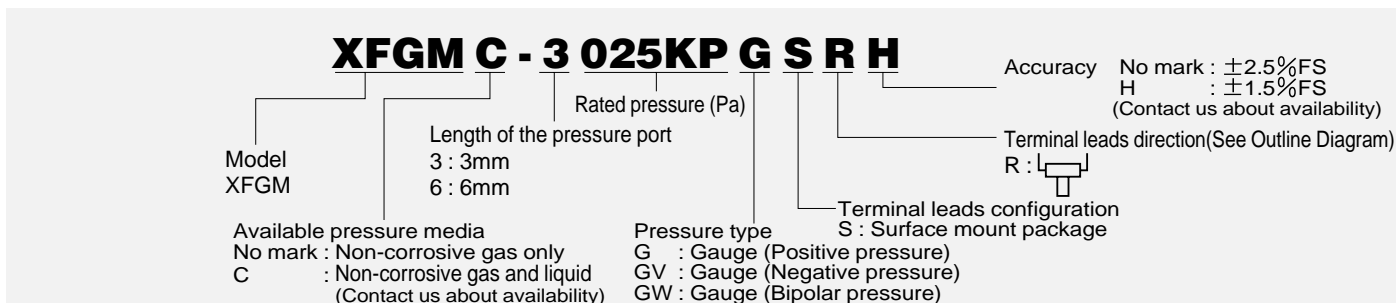 XFGM C - 3 025KP G S R H
Accuracy No mark : ±2.5%FS
H : ±1.5%FS
(Contact us about availability)
Rated pressure (Pa)
Length of the pressure port
3 : 3mm
6 : 6mm
Terminal leads direction(See Outline Diagram)
R :
Model
XFGM
Terminal leads configuration
S : Surface mount package
Available pressure media
No mark : Non-corrosive gas only
C : Non-corrosive gas and liquid
(Contact us about availability)
Pressure type
G : Gauge (Positive pressure)
GV : Gauge (Negative pressure)
GW : Gauge (Bipolar pressure)